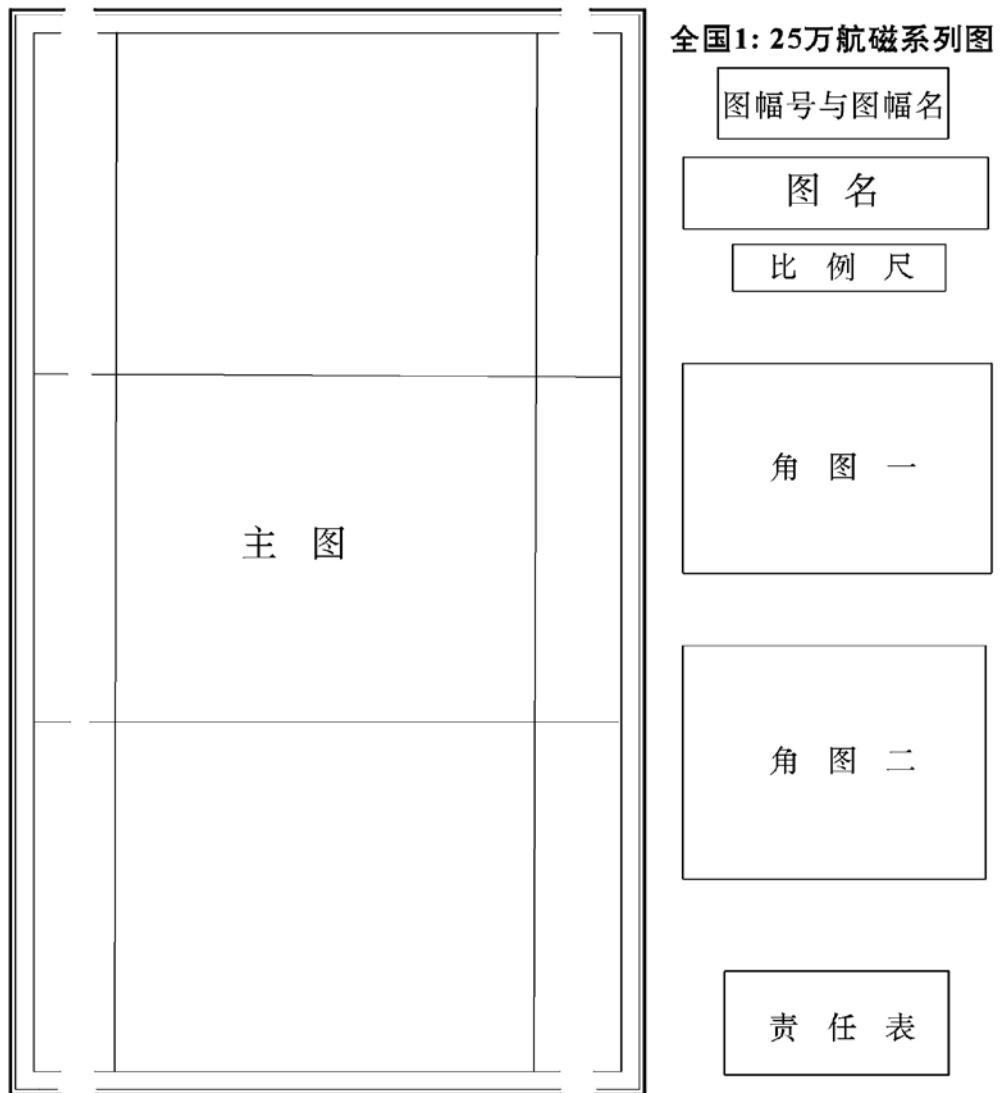 全国1: 25万航磁系列图
图幅号与图幅名
图 名
比 例 尺
角 图 一
主 图
角 图 二
责 任 表